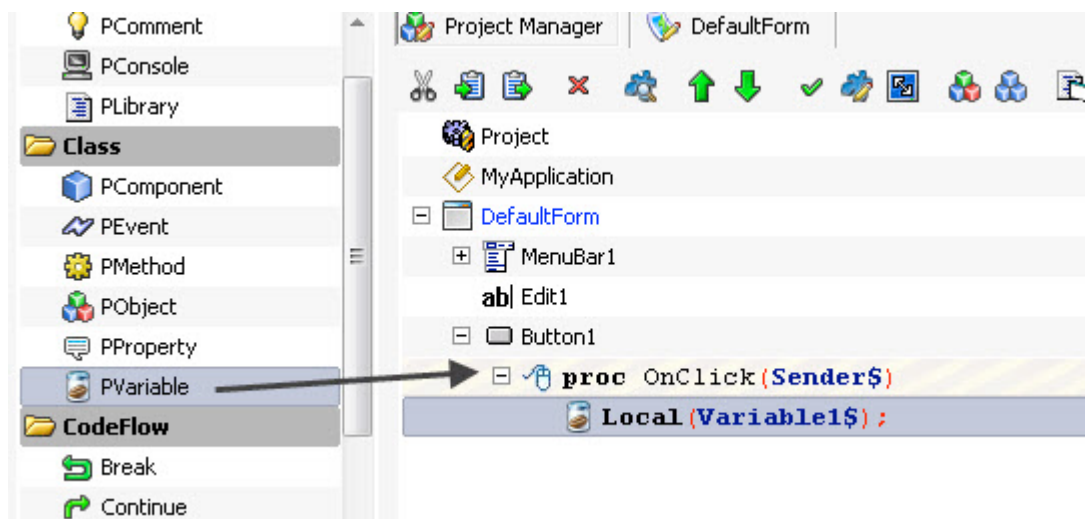 PComment
PConsole
PLibrary
Class
PComponent
PEvent
PMethod
PObject
PProperty
PVariable
CodeFlow
Break
Continue
Project Manager
DefaultForm
Project
MyApplication
DefaultForm
MenuBar1
ab| Edit1
Button1
proc OnClick(Sender$)
Local(Variable1$);